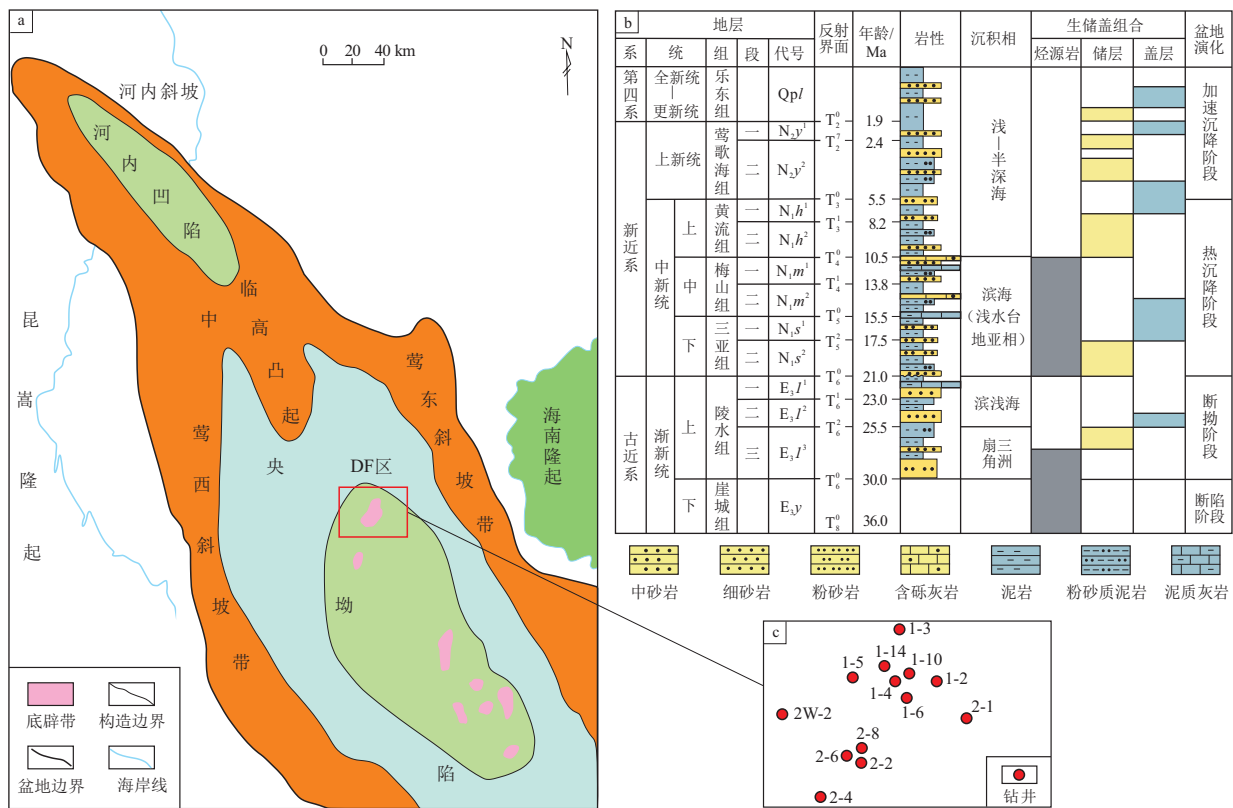 a
0 20 40 km
N
河内斜坡
河内凹陷
临高凸起
中央坳陷
昆嵩隆起
莺西斜坡带
莺东斜坡带
海南隆起
DF区
底辟带
构造边界
盆地边界
海岸线
b
地层
反射界面
年龄/Ma
岩性
沉积相
生储盖组合
盆地演化
系
统
组
段
代号
烃源岩
储层
盖层
第四系
全新统—更新统
乐东组
Qpl
T₂⁰
1.9
新近系
上新统
莺歌海组
一
N₂y¹
T₂⁷
2.4
二
N₂y²
T₃⁰
5.5
浅—半深海
加速沉降阶段
中新统
上
黄流组
一
N₁h¹
T₃¹
8.2
二
N₁h²
T₄⁰
10.5
中
梅山组
一
N₁m¹
T₄¹
13.8
二
N₁m²
T₅⁰
15.5
下
三亚组
一
N₁s¹
T₅²
17.5
二
N₁s²
T₆⁰
21.0
滨海
（浅水台
地亚相）
热沉降阶段
古近系
渐新统
上
陵水组
一
E₃l¹
T₆¹
23.0
二
E₃l²
T₆²
25.5
滨浅海
三
E₃l³
T₆
30.0
扇三角洲
断拗阶段
下
崖城组
E₃y
T₈⁰
36.0
断陷阶段
中砂岩
细砂岩
粉砂岩
含砾灰岩
泥岩
粉砂质泥岩
泥质灰岩
c
1-3
1-14
1-10
1-5
1-2
1-4
1-6
2-1
2W-2
2-8
2-6
2-2
2-4
钻井